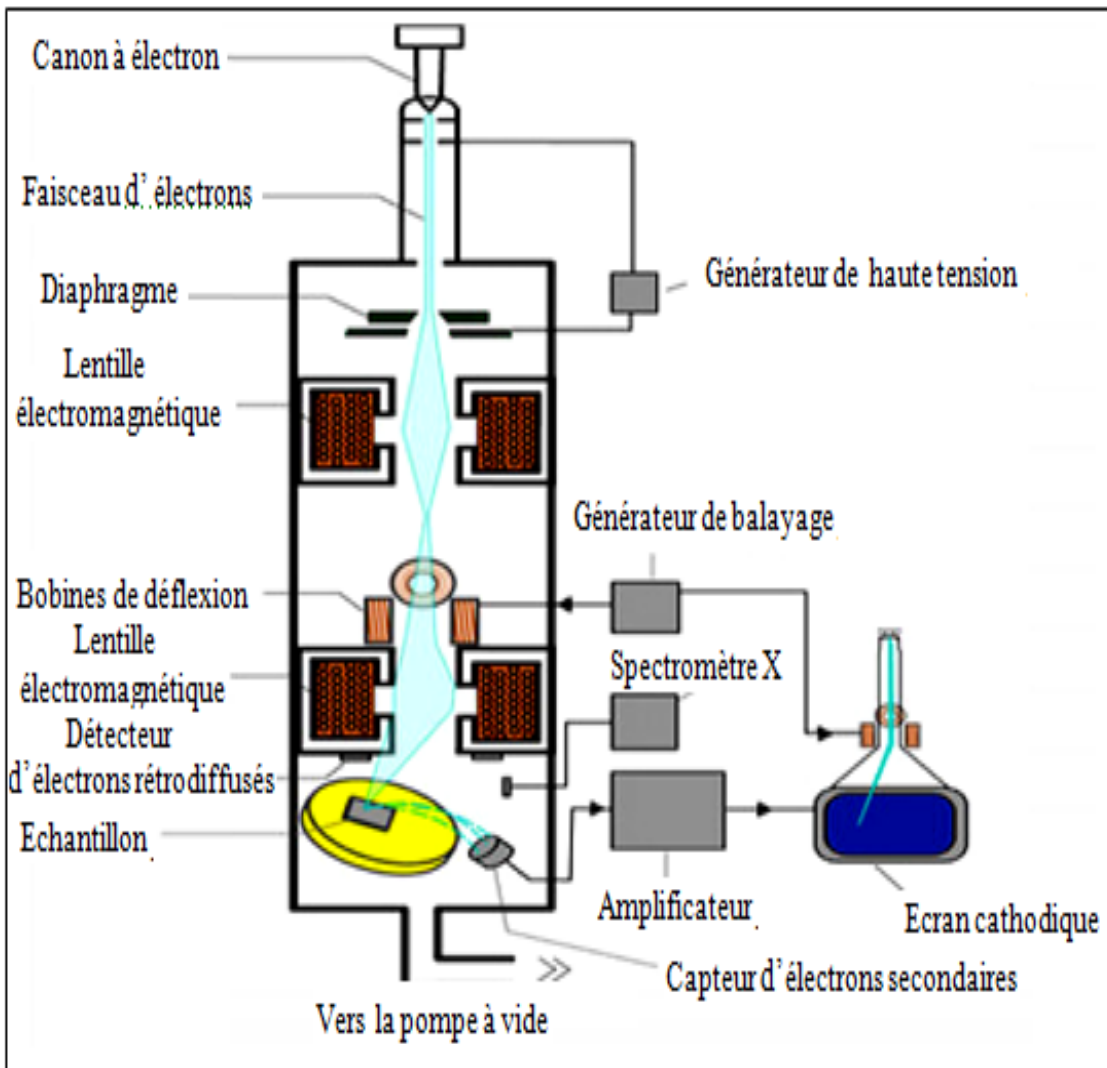 Canon à électron
Faisceau d' électrons
Diaphragme
Générateur de haute tension
Lentille
électromagnétique
Générateur de balayage
Bobines de déflexion
Lentille
électromagnétique
Spectromètre X
Détecteur
d'électrons rétrodiffusés
Echantillon
Amplificateur
Ecran cathodique
Capteur d'électrons secondaires
Vers la pompe à vide